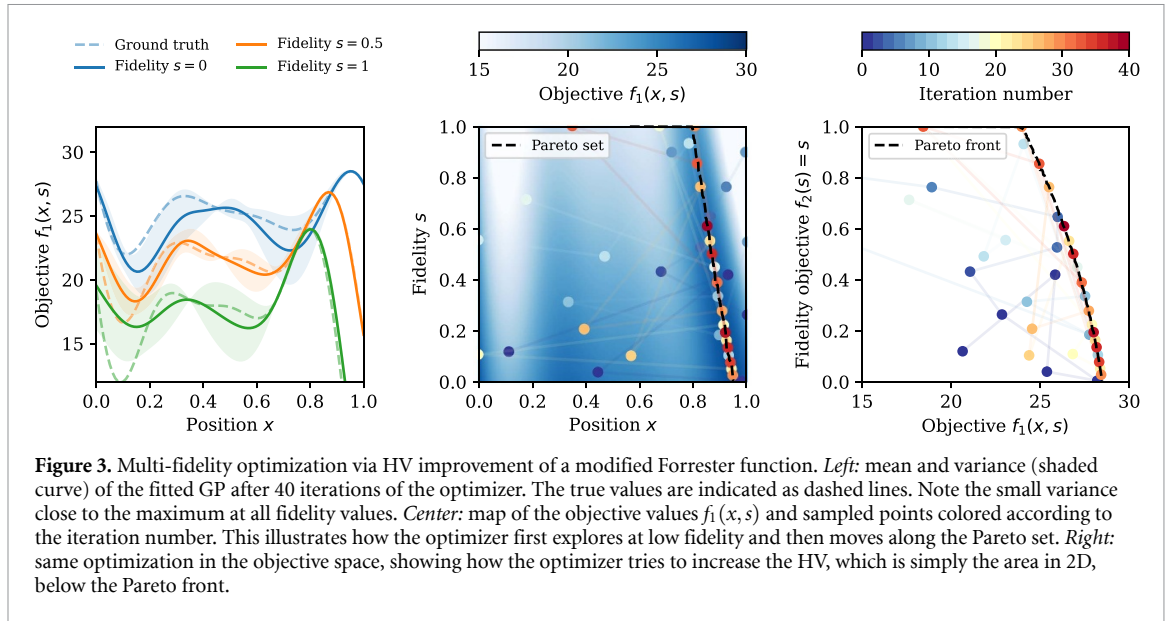 Ground truth
Fidelity s = 0
Fidelity s = 0.5
Fidelity s = 1
15 20 25 30
Objective f₁(x, s)
0 10 20 30 40
Iteration number
Objective f₁(x, s)
30
25
20
15
0.0 0.2 0.4 0.6 0.8 1.0
Position x
Fidelity s
1.0
0.8
0.6
0.4
0.2
0.0
Pareto set
0.0 0.2 0.4 0.6 0.8 1.0
Position x
Fidelity objective f₂(s) = s
1.0
0.8
0.6
0.4
0.2
0.0
Pareto front
15 20 25 30
Objective f₁(x, s)
Figure 3. Multi-fidelity optimization via HV improvement of a modified Forrester function. Left: mean and variance (shaded
curve) of the fitted GP after 40 iterations of the optimizer. The true values are indicated as dashed lines. Note the small variance
close to the maximum at all fidelity values. Center: map of the objective values f₁(x, s) and sampled points colored according to
the iteration number. This illustrates how the optimizer first explores at low fidelity and then moves along the Pareto set. Right:
same optimization in the objective space, showing how the optimizer tries to increase the HV, which is simply the area in 2D,
below the Pareto front.